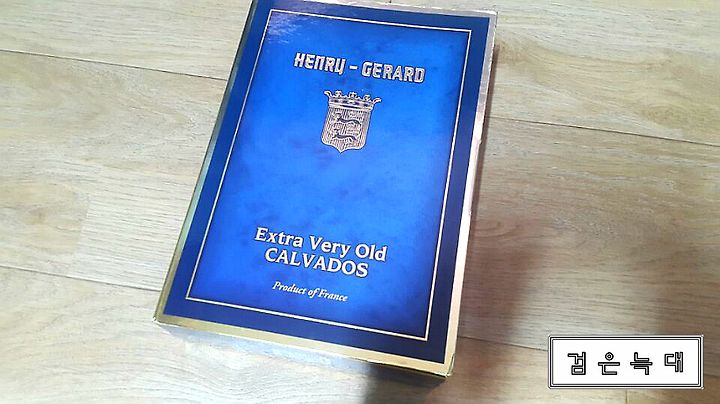 HENRY – GERARD
Extra Very Old
CALVADOS
Product of France
검은늑대